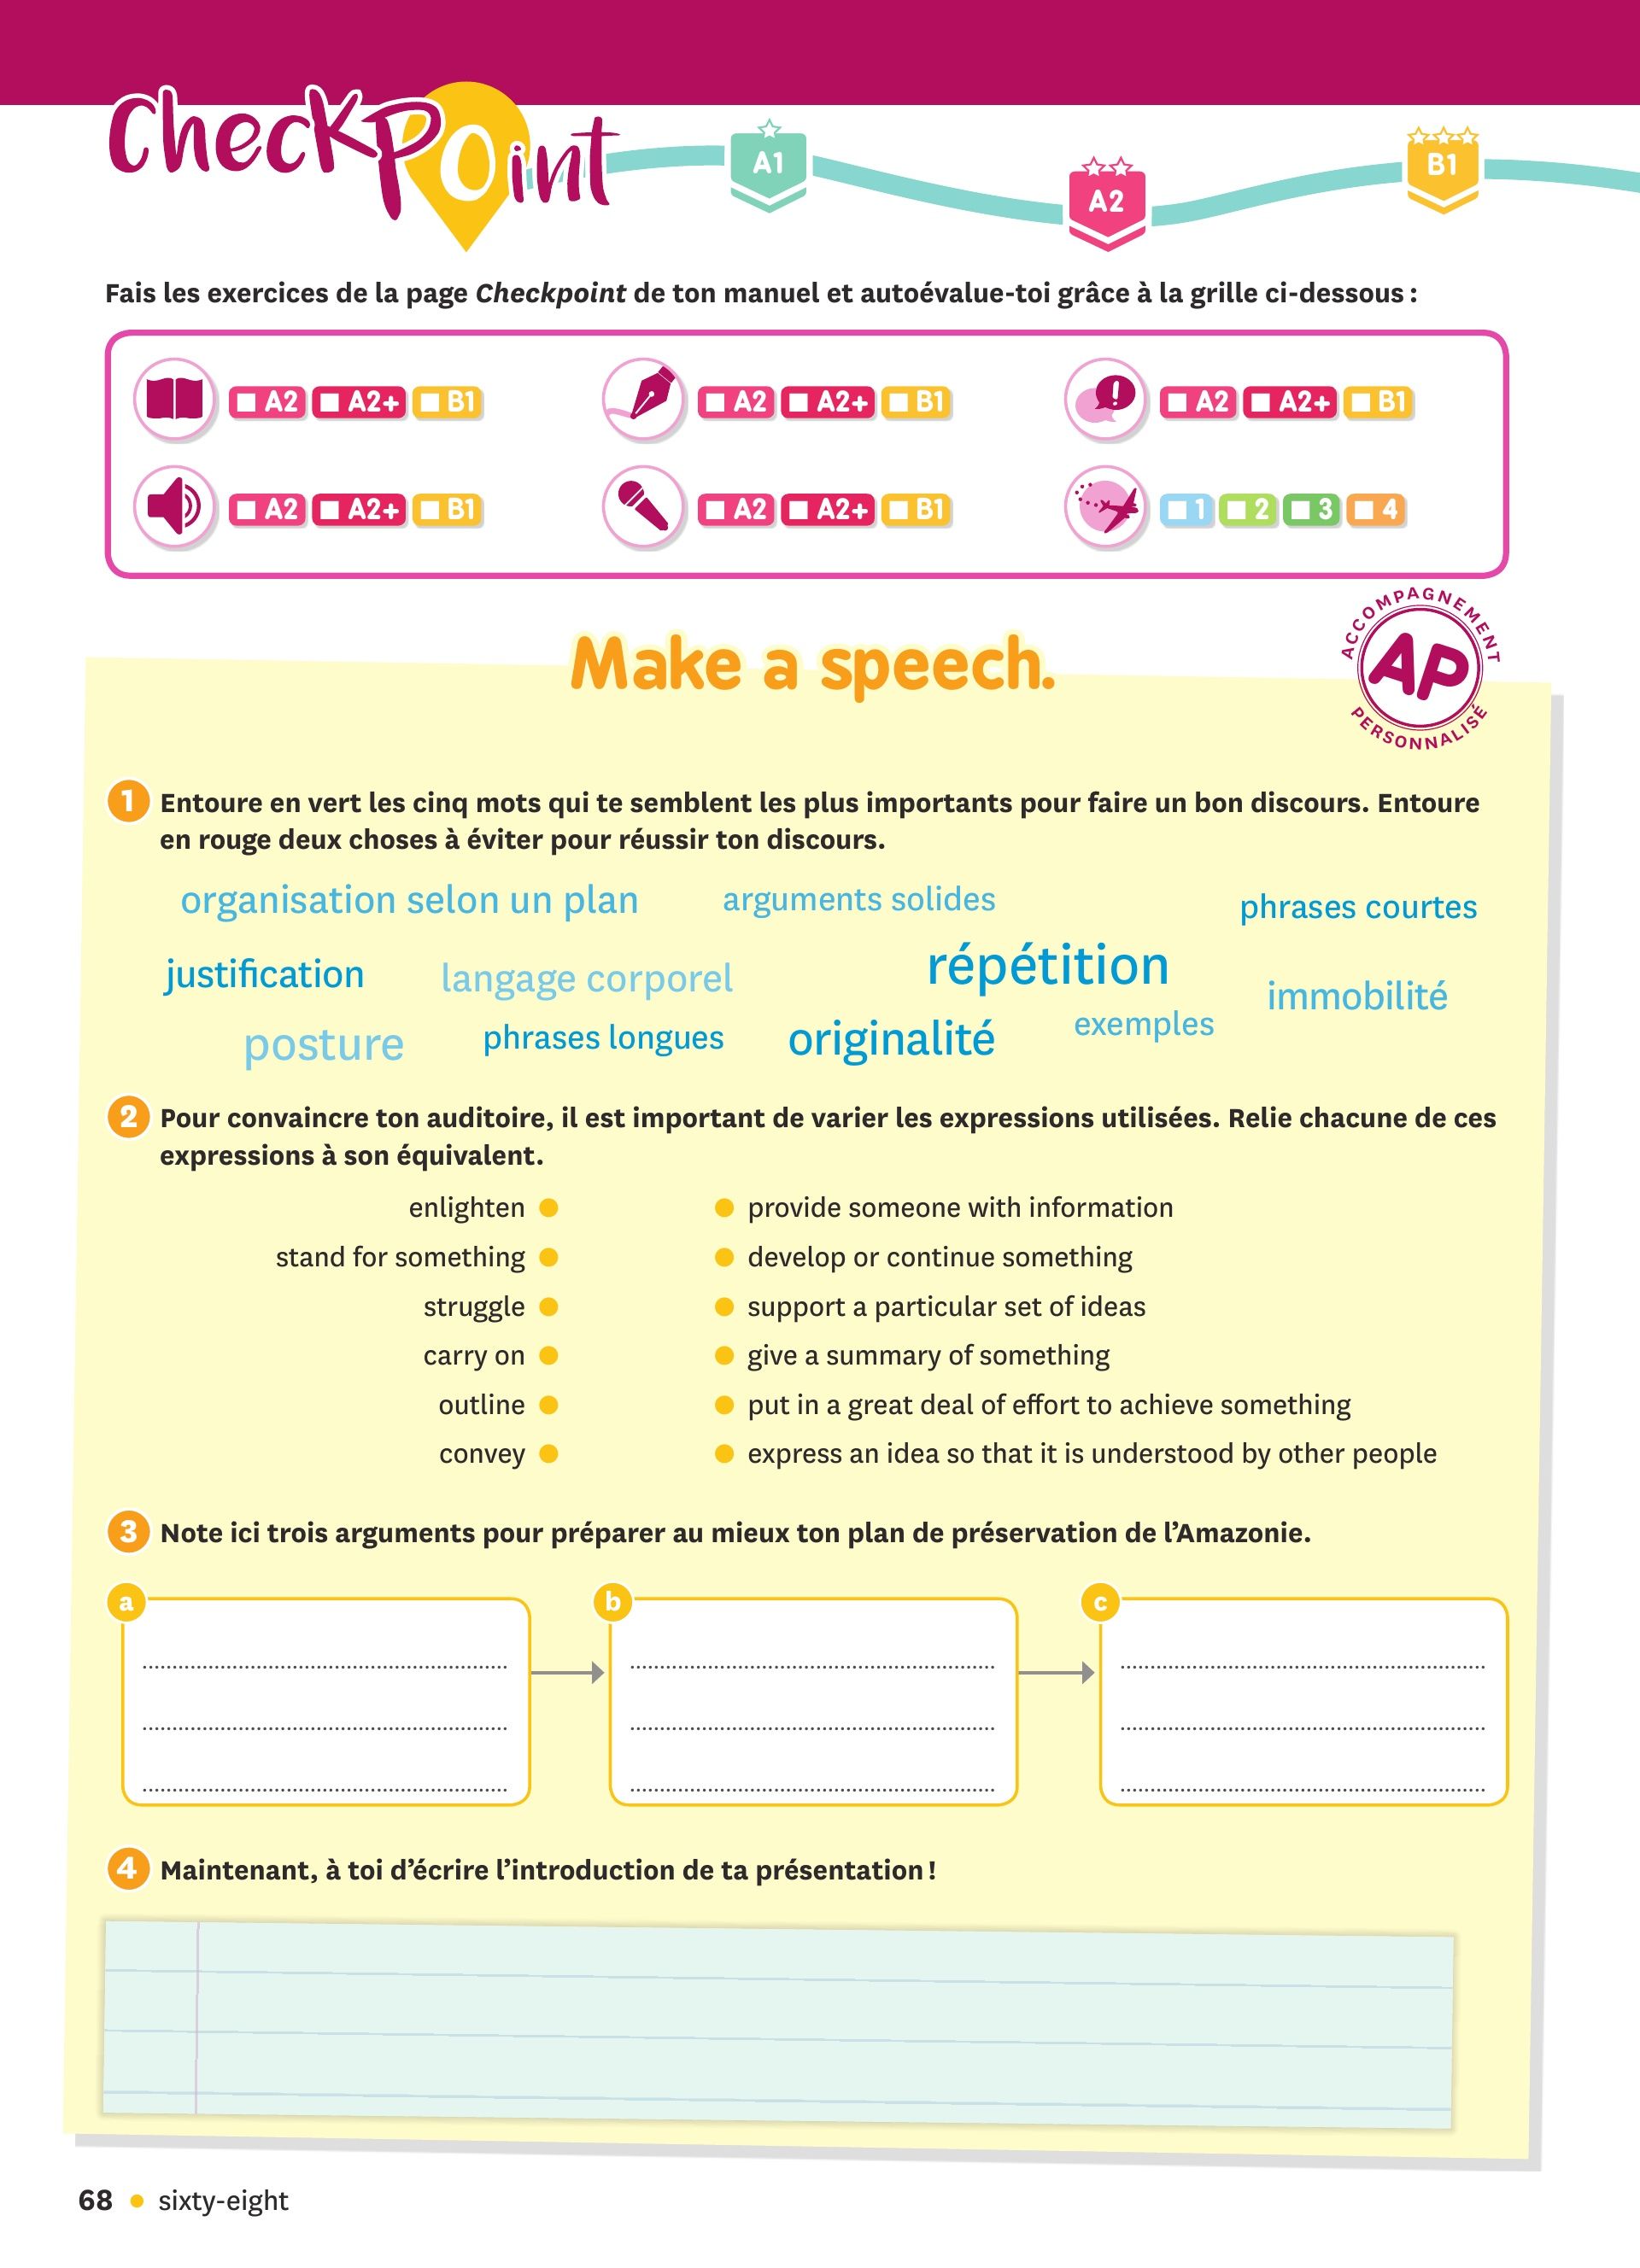 CheckPoint
A1
A2
B1
Fais les exercices de la page Checkpoint de ton manuel et autoévalue-toi grâce à la grille ci-dessous :
A2 A2+ B1
A2 A2+ B1
A2 A2+ B1
A2 A2+ B1
A2 A2+ B1
1 2 3 4
ACCOMPAGNEMENT
AP
PERSONNALISÉ
Make a speech.
1 Entoure en vert les cinq mots qui te semblent les plus importants pour faire un bon discours. Entoure
en rouge deux choses à éviter pour réussir ton discours.
organisation selon un plan arguments solides phrases courtes
justification langage corporel répétition immobilité
posture phrases longues originalité exemples
2 Pour convaincre ton auditoire, il est important de varier les expressions utilisées. Relie chacune de ces
expressions à son équivalent.
enlighten ● ● provide someone with information
stand for something ● ● develop or continue something
struggle ● ● support a particular set of ideas
carry on ● ● give a summary of something
outline ● ● put in a great deal of effort to achieve something
convey ● ● express an idea so that it is understood by other people
3 Note ici trois arguments pour préparer au mieux ton plan de préservation de l'Amazonie.
a b c
4 Maintenant, à toi d'écrire l'introduction de ta présentation !
68 ● sixty-eight